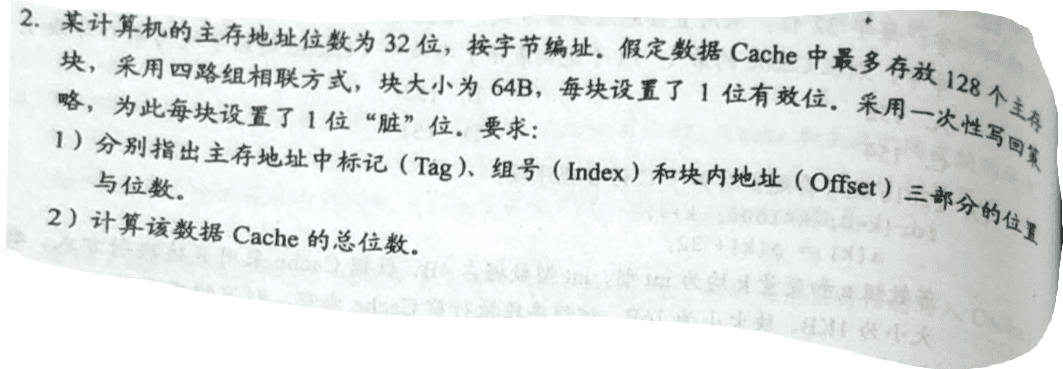 2. 某计算机的主存地址位数为 32 位，按字节编址。假定数据 Cache 中最多存放 128 个主存
块，采用四路组相联方式，块大小为 64B，每块设置了 1 位有效位。采用一次性写回策
略，为此每块设置了 1 位“脏”位。要求：
1）分别指出主存地址中标记（Tag）、组号（Index）和块内地址（Offset）三部分的位置
与位数。
2）计算该数据 Cache 的总位数。